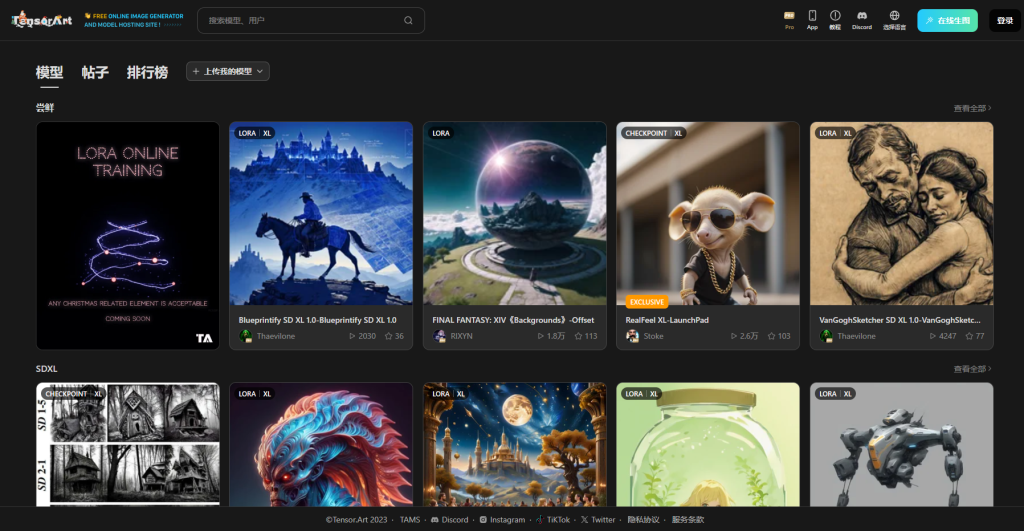 TensorArt
FREE ONLINE IMAGE GENERATOR
AND MODEL HOSTING SITE!
搜索模型、用户
Pro
App
教程
Discord
选择语言
在线生图
登录
模型
帖子
排行榜
上传我的模型
尝鲜
查看全部
LORA ONLINE
TRAINING
ANY CHRISTMAS RELATED ELEMENT IS ACCEPTABLE
COMING SOON
TA
LORA | XL
Blueprintify SD XL 1.0-Blueprintify SD XL 1.0
Thaevilone
2030
36
LORA
FINAL FANTASY: XIV《Backgrounds》-Offset
RIXYN
1.8万
113
CHECKPOINT | XL
EXCLUSIVE
RealFeel XL-LaunchPad
Stoke
2.6万
103
LORA | XL
VanGoghSketcher SD XL 1.0-VanGoghSketc...
Thaevilone
4247
77
SDXL
查看全部
CHECKPOINT | XL
SD 1-5
SD 2-1
LORA | XL
LORA | XL
LORA | XL
LORA | XL
©Tensor.Art 2023 · TAMS · Discord · Instagram · TiKTok · Twitter · 隐私协议 · 服务条款